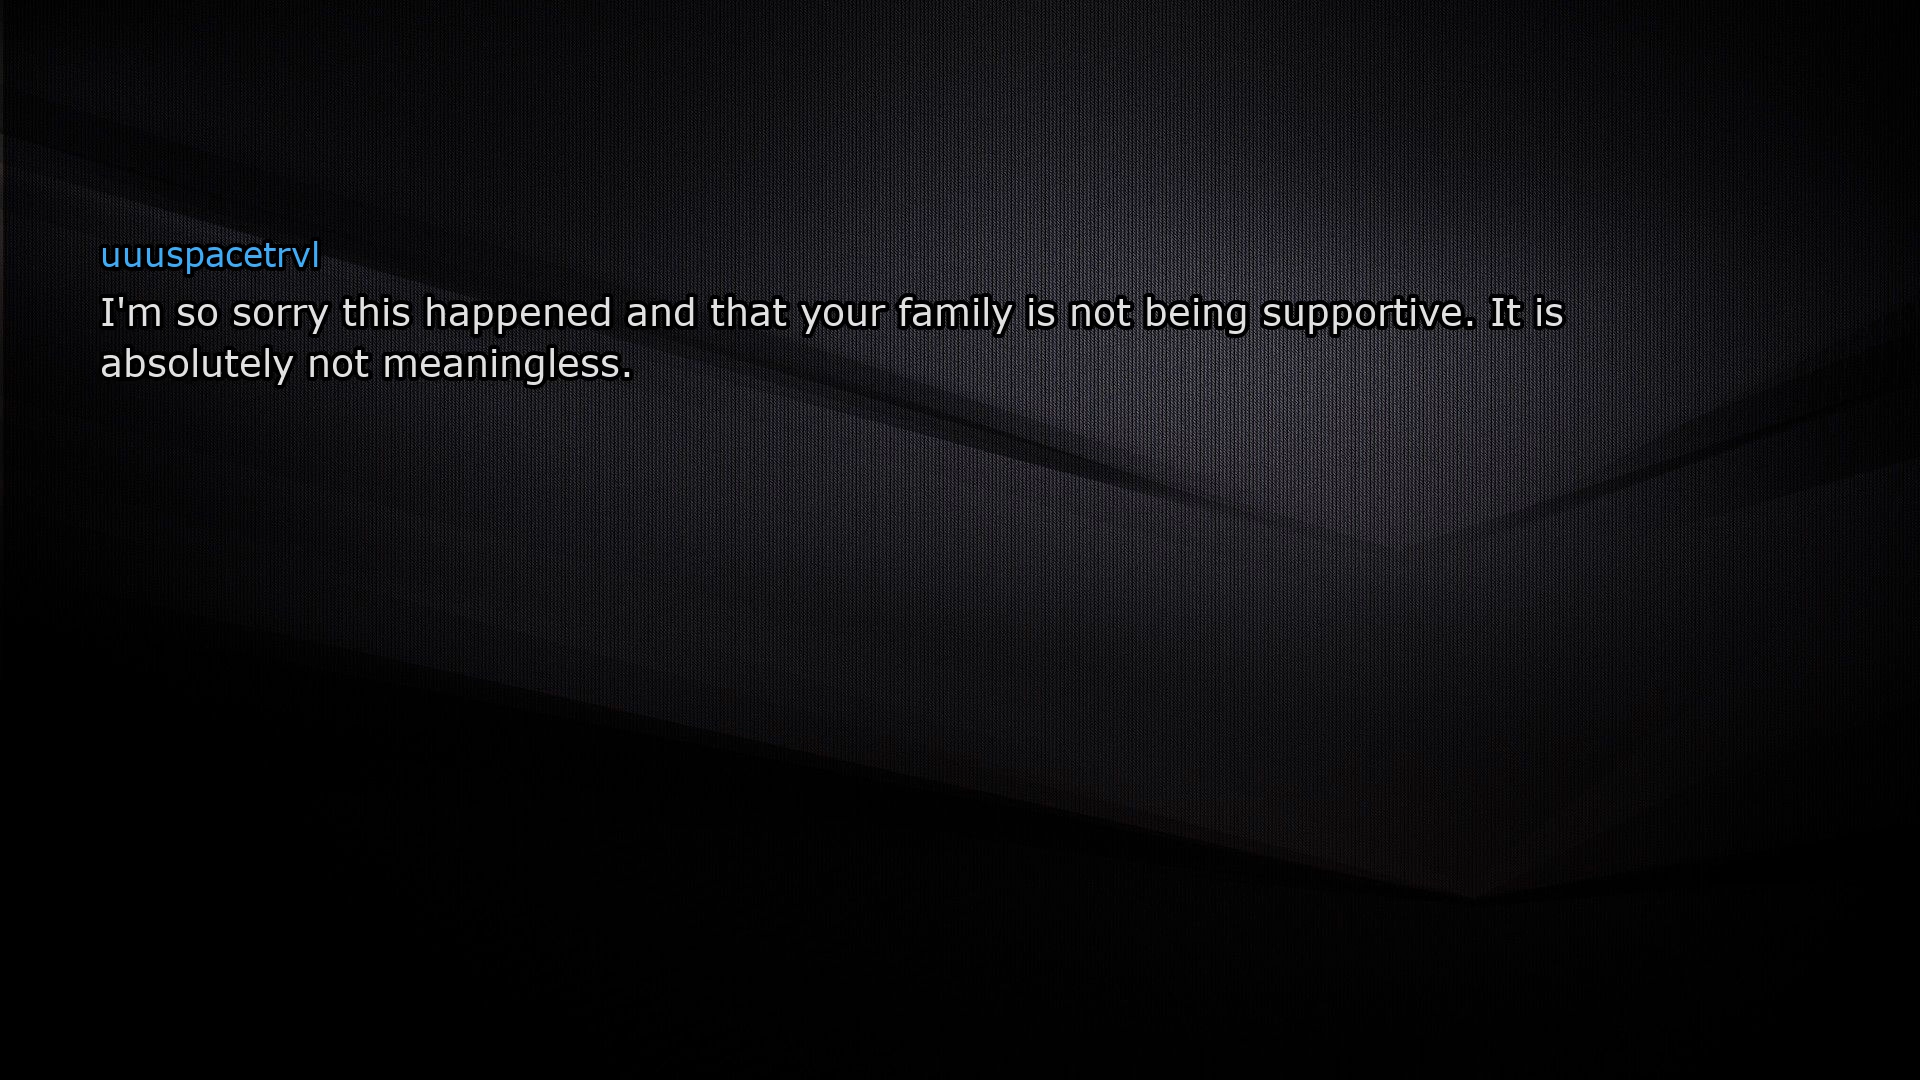 uuuspacetrvl
I'm so sorry this happened and that your family is not being supportive. It is
absolutely not meaningless.